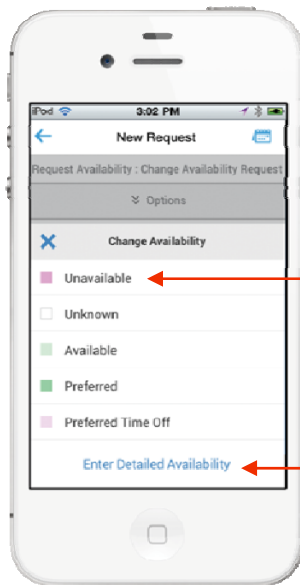 iPod 3:02 PM
New Request
Request Availability : Change Availability Request
Options
Change Availability
Unavailable
Unknown
Available
Preferred
Preferred Time Off
Enter Detailed Availability